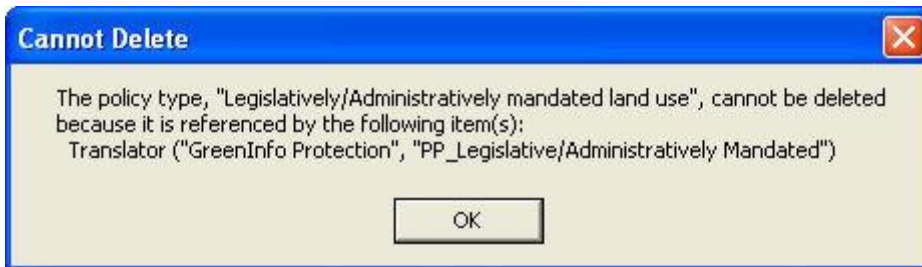 Cannot Delete
The policy type, "Legislatively/Administratively mandated land use", cannot be deleted
because it is referenced by the following item(s):
Translator ("GreenInfo Protection", "PP_Legislative/Administratively Mandated")
OK